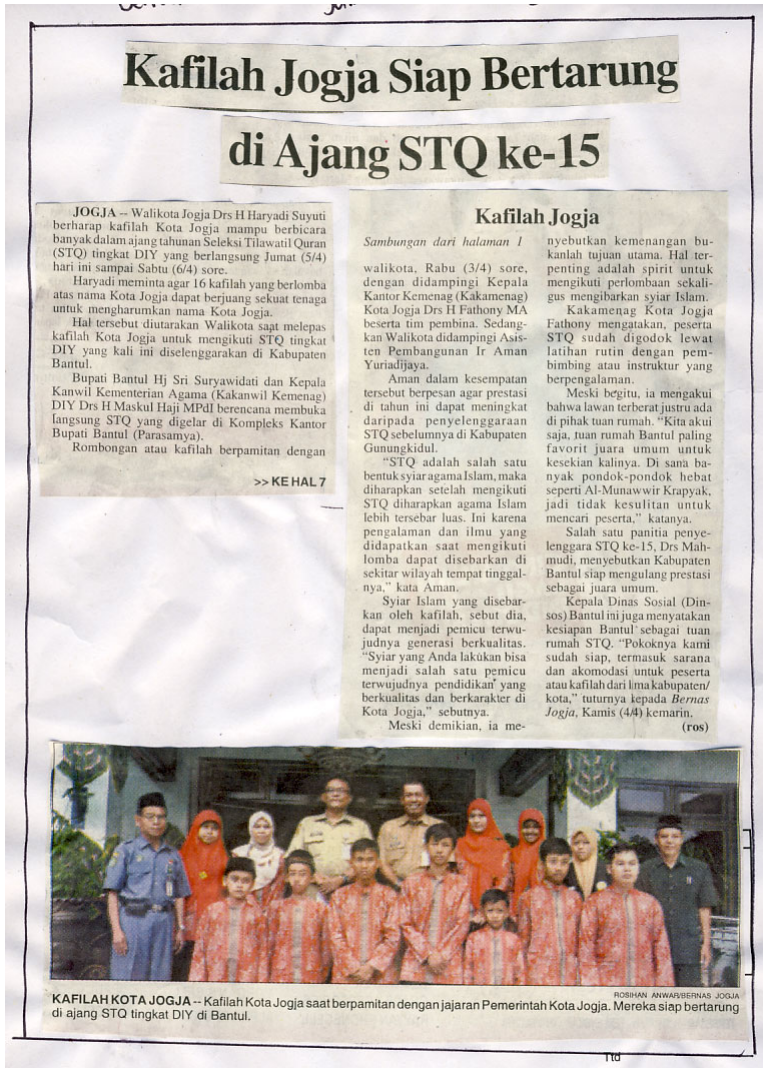 Kafilah Jogja Siap Bertarung
di Ajang STQ ke-15
JOGJA -- Walikota Jogja Drs H Haryadi Suyuti
berharap kafilah Kota Jogja mampu berbicara
banyak dalam ajang tahunan Seleksi Tilawatil Quran
(STQ) tingkat DIY yang berlangsung Jumat (5/4)
hari ini sampai Sabtu (6/4) sore.
Haryadi meminta agar 16 kafilah yang berlomba
atas nama Kota Jogja dapat berjuang sekuat tenaga
untuk mengharumkan nama Kota Jogja.
Hal tersebut diutarakan Walikota saat melepas
kafilah Kota Jogja untuk mengikuti STQ tingkat
DIY yang kali ini diselenggarakan di Kabupaten
Bantul.
Bupati Bantul Hj Sri Suryawidati dan Kepala
Kanwil Kementerian Agama (Kakanwil Kemenag)
DIY Drs H Maskul Haji MPdI berencana membuka
langsung STQ yang digelar di Kompleks Kantor
Bupati Bantul (Parasamya).
Rombongan atau kafilah berpamitan dengan
>> KE HAL 7
Kafilah Jogja
Sambungan dari halaman 1
walikota, Rabu (3/4) sore,
dengan didampingi Kepala
Kantor Kemenag (Kakamenag)
Kota Jogja Drs H Fathony MA
beserta tim pembina. Sedang-
kan Walikota didampingi Asis-
ten Pembangunan Ir Aman
Yuriadijaya.
Aman dalam kesempatan
tersebut berpesan agar prestasi
di tahun ini dapat meningkat
daripada penyelenggaraan
STQ sebelumnya di Kabupaten
Gunungkidul.
"STQ adalah salah satu
bentuk syiar agama Islam, maka
diharapkan setelah mengikuti
STQ diharapkan agama Islam
lebih tersebar luas. Ini karena
pengalaman dan ilmu yang
didapatkan saat mengikuti
lomba dapat disebarkan di
sekitar wilayah tempat tinggal-
nya," kata Aman.
Syiar Islam yang disebar-
kan oleh kafilah, sebut dia,
dapat menjadi pemicu terwu-
judnya generasi berkualitas.
"Syiar yang Anda lakukan bisa
menjadi salah satu pemicu
terwujudnya pendidikan yang
berkualitas dan berkarakter di
Kota Jogja," sebutnya.
Meski demikian, ia me-
nyebutkan kemenangan bu-
kanlah tujuan utama. Hal ter-
penting adalah spirit untuk
mengikuti perlombaan sekali-
gus mengibarkan syiar Islam.
Kakamenag Kota Jogja
Fathony mengatakan, peserta
STQ sudah digodok lewat
latihan rutin dengan pem-
bimbing atau instruktur yang
berpengalaman.
Meski begitu, ia mengakui
bahwa lawan terberat justru ada
di pihak tuan rumah. "Kita akui
saja, tuan rumah Bantul paling
favorit juara umum untuk
kesekian kalinya. Di sana ba-
nyak pondok-pondok hebat
seperti Al-Munawwir Krapyak,
jadi tidak kesulitan untuk
mencari peserta," katanya.
Salah satu panitia penye-
lenggara STQ ke-15, Drs Mah-
mudi, menyebutkan Kabupaten
Bantul siap mengulang prestasi
sebagai juara umum.
Kepala Dinas Sosial (Din-
sos) Bantul ini juga menyatakan
kesiapan Bantul sebagai tuan
rumah STQ. "Pokoknya kami
sudah siap, termasuk sarana
dan akomodasi untuk peserta
atau kafilah dari lima kabupaten/
kota," tuturnya kepada Bernas
Jogja, Kamis (4/4) kemarin.
(ros)
ROSIHAN ANWAR/BERNAS JOGJA
KAFILAH KOTA JOGJA -- Kafilah Kota Jogja saat berpamitan dengan jajaran Pemerintah Kota Jogja. Mereka siap bertarung
di ajang STQ tingkat DIY di Bantul.
Ttd